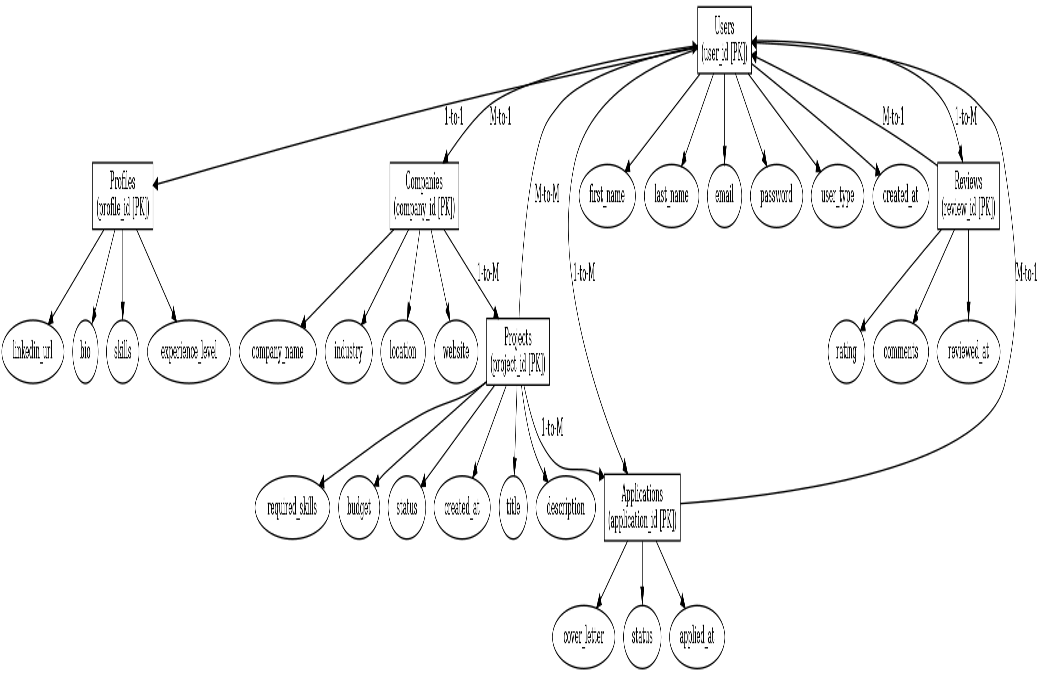 Users
(user_id [PK])
1-to-1
M-to-1
M-to-1
1-to-M
Profiles
(profile_id [PK])
Companies
(company_id [PK])
M-to-M
first_name
last_name
email
password
user_type
created_at
Reviews
(review_id [PK])
1-to-M
1-to-M
M-to-1
linkedin_url
bio
skills
experience_level
company_name
industry
location
website
Projects
(project_id [PK])
rating
comments
reviewed_at
1-to-M
required_skills
budget
status
created_at
title
description
Applications
(application_id [PK])
cover_letter
status
applied_at